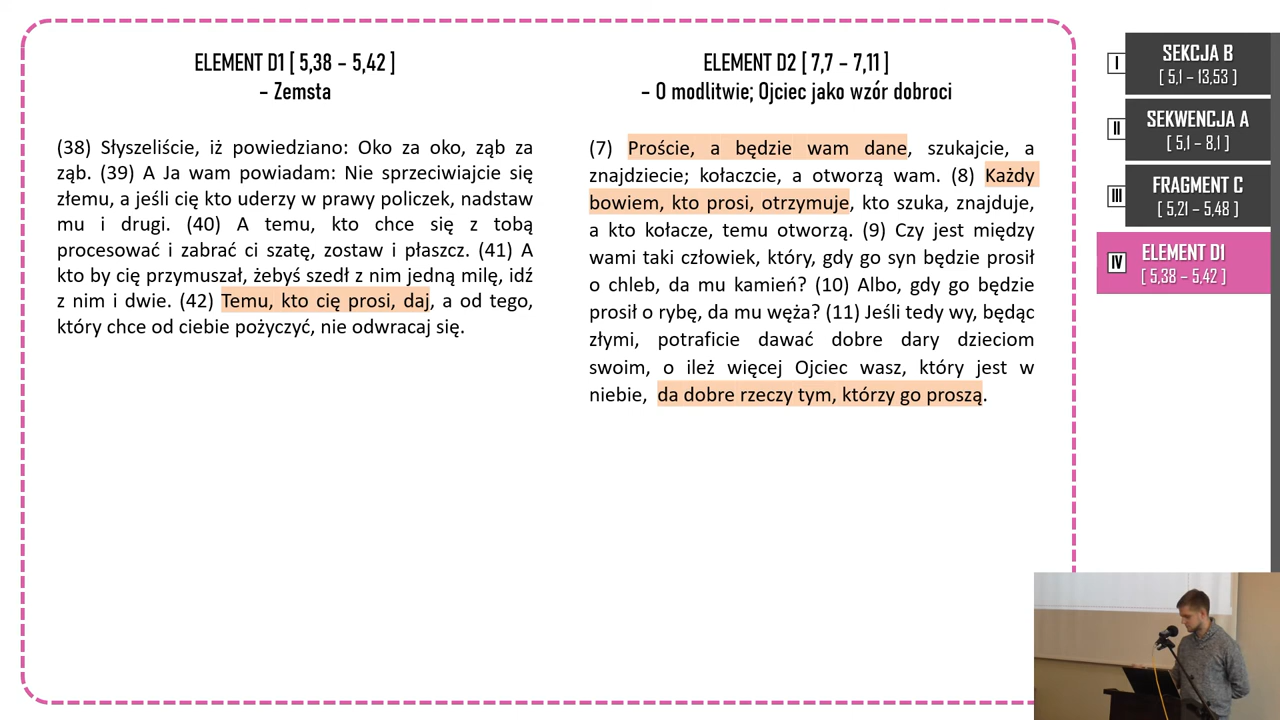 ELEMENT D1 [ 5,38 – 5,42 ]
– Zemsta
(38) Słyszeliście, iż powiedziano: Oko za oko, ząb za
ząb. (39) A Ja wam powiadam: Nie sprzeciwiajcie się
złemu, a jeśli cię kto uderzy w prawy policzek, nadstaw
mu i drugi. (40) A temu, kto chce się z tobą
procesować i zabrać ci szatę, zostaw i płaszcz. (41) A
kto by cię przymuszał, żebyś szedł z nim jedną milę, idź
z nim i dwie. (42) Temu, kto cię prosi, daj, a od tego,
który chce od ciebie pożyczyć, nie odwracaj się.
ELEMENT D2 [ 7,7 – 7,11 ]
– O modlitwie; Ojciec jako wzór dobroci
(7) Proście, a będzie wam dane, szukajcie, a
znajdziecie; kołaczcie, a otworzą wam. (8) Każdy
bowiem, kto prosi, otrzymuje, kto szuka, znajduje,
a kto kołacze, temu otworzą. (9) Czy jest między
wami taki człowiek, który, gdy go syn będzie prosił
o chleb, da mu kamień? (10) Albo, gdy go będzie
prosił o rybę, da mu węża? (11) Jeśli tedy wy, będąc
złymi, potraficie dawać dobre dary dzieciom
swoim, o ileż więcej Ojciec wasz, który jest w
niebie, da dobre rzeczy tym, którzy go proszą.
I
SEKCJA B
[ 5,1 – 13,53 ]
II
SEKWENCJA A
[ 5,1 – 8,1 ]
III
FRAGMENT C
[ 5,21 – 5,48 ]
IV
ELEMENT D1
[ 5,38 – 5,42 ]